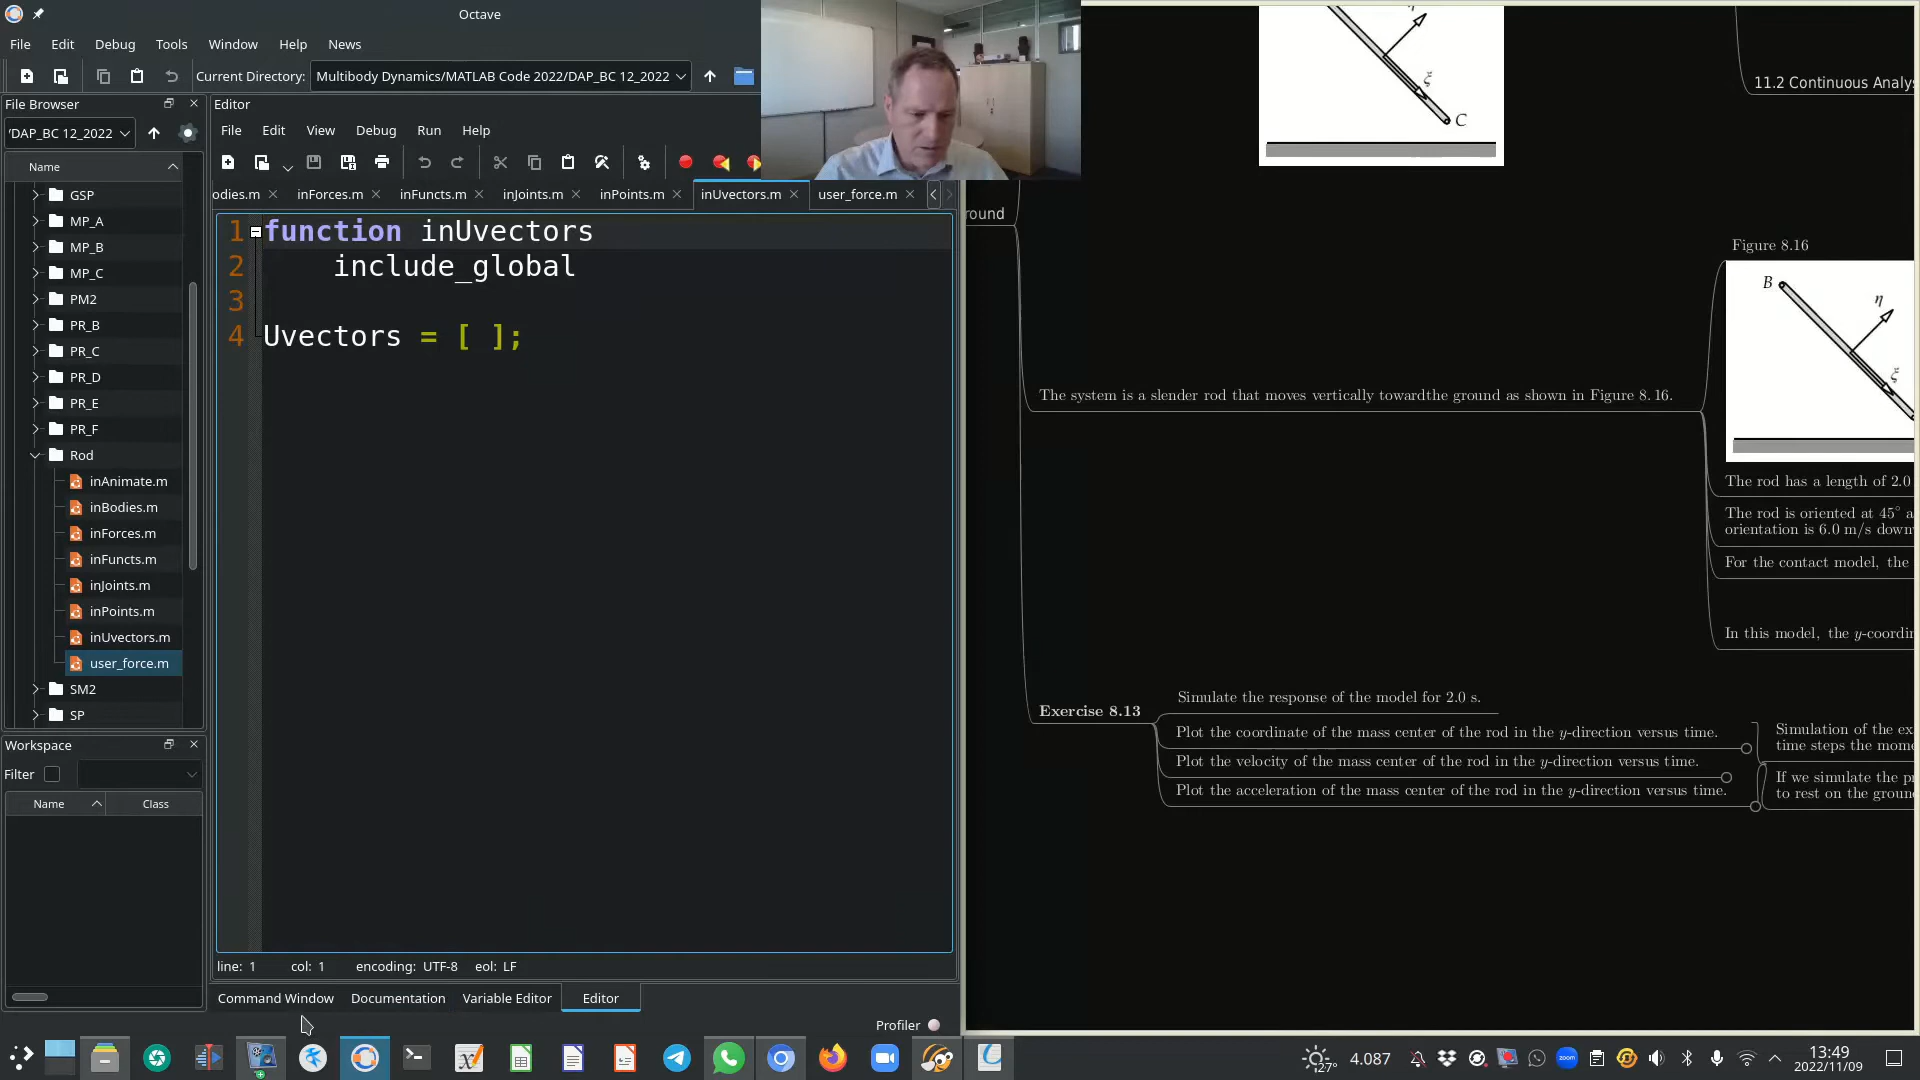 Octave
File Edit Debug Tools Window Help News
Current Directory: Multibody Dynamics/MATLAB Code 2022/DAP_BC 12_2022
File Browser
/DAP_BC 12_2022
Name
GSP
MP_A
MP_B
MP_C
PM2
PR_B
PR_C
PR_D
PR_E
PR_F
Rod
inAnimate.m
inBodies.m
inForces.m
inFuncts.m
inJoints.m
inPoints.m
inUvectors.m
user_force.m
SM2
SP
Workspace
Filter
Name Class
Editor
File Edit View Debug Run Help
odies.m inForces.m inFuncts.m inJoints.m inPoints.m inUvectors.m user_force.m
1 function inUvectors
2 include_global
3
4 Uvectors = [ ];
line: 1 col: 1 encoding: UTF-8 eol: LF
Command Window Documentation Variable Editor Editor
Profiler
η
ξ
C
11.2 Continuous Analys
round
Figure 8.16
B
η
ξ
The system is a slender rod that moves vertically towardthe ground as shown in Figure 8.16.
The rod has a length of 2.0
The rod is oriented at 45° a
orientation is 6.0 m/s down
For the contact model, the
In this model, the y-coordi
Exercise 8.13
Simulate the response of the model for 2.0 s.
Plot the coordinate of the mass center of the rod in the y-direction versus time.
Plot the velocity of the mass center of the rod in the y-direction versus time.
Plot the acceleration of the mass center of the rod in the y-direction versus time.
Simulation of the ex
time steps the mome
If we simulate the p
to rest on the groun
27°
4.087
zoom
13:49
2022/11/09